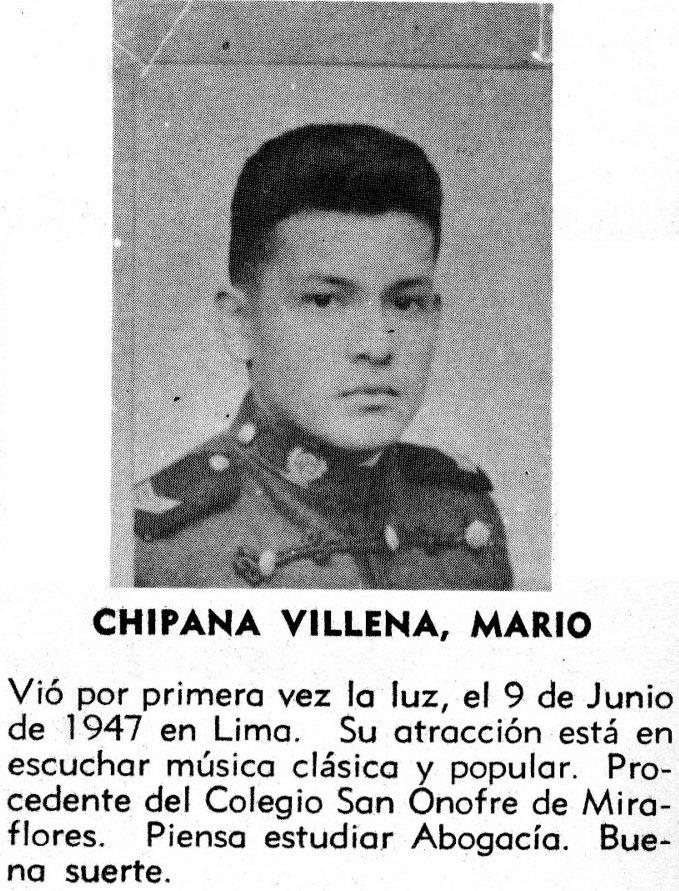 CHIPANA VILLENA, MARIO
Vió por primera vez la luz, el 9 de Junio
de 1947 en Lima. Su atracción está en
escuchar música clásica y popular. Pro-
cedente del Colegio San Onofre de Mira-
flores. Piensa estudiar Abogacía. Bue-
na suerte.